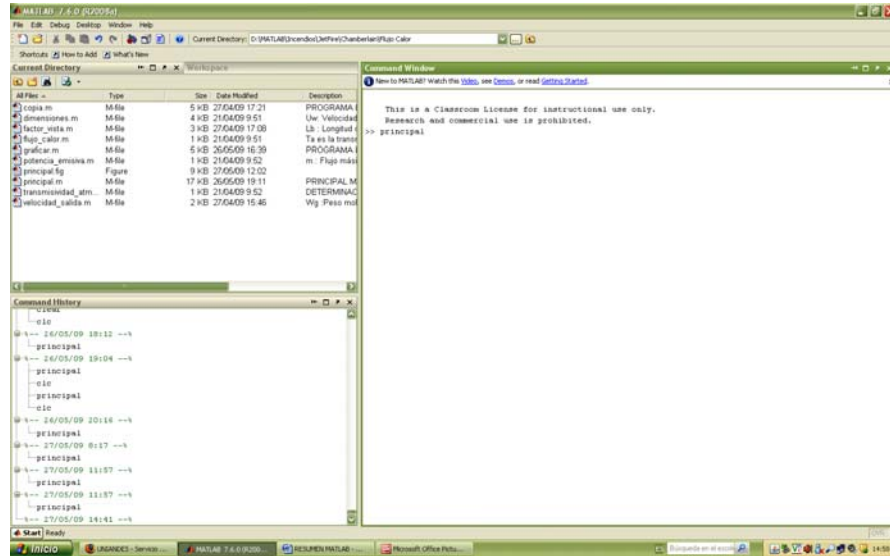 MATLAB 7.6.0 (R2008a)
File Edit Debug Desktop Window Help
Current Directory: D:\MATLAB\Incendios\JetFire\Chamberlain\Flujo Calor
Shortcuts How to Add What's New
Current Directory Workspace
All Files Type Size Date Modified Description
copia.m M-file 5 KB 27/04/09 17:21 PROGRAMA
dimensiones.m M-file 4 KB 21/04/09 9:51 Uw: Velocidad
factor_vista.m M-file 3 KB 27/04/09 17:08 Lb : Longitud
flujo_calor.m M-file 1 KB 21/04/09 9:51 Ta es la transm
graficar.m M-file 5 KB 26/05/09 16:39 PROGRAMA
potencia_emisiva.m M-file 1 KB 21/04/09 9:52 m : Flujo mási
principal.fig Figure 9 KB 27/05/09 12:02
principal.m M-file 17 KB 26/05/09 19:11 PRINCIPAL M
transmisividad_atm... M-file 1 KB 21/04/09 9:52 DETERMINAC
velocidad_salida.m M-file 2 KB 27/04/09 15:46 Wg :Peso mol
Command History
clear
clc
%-- 26/05/09 18:12 --%
principal
%-- 26/05/09 19:04 --%
principal
clc
principal
clc
%-- 26/05/09 20:16 --%
principal
%-- 27/05/09 8:17 --%
principal
%-- 27/05/09 11:57 --%
principal
%-- 27/05/09 11:57 --%
principal
%-- 27/05/09 14:41 --%
Command Window
New to MATLAB? Watch this Video, see Demos, or read Getting Started.
This is a Classroom License for instructional use only.
Research and commercial use is prohibited.
>> principal
Start Ready
OVR
Inicio UNIANDES - Servicio ... MATLAB 7.6.0 (R200... RESUMEN MATLAB - ... Microsoft Office Pictu... Búsqueda en el escrit